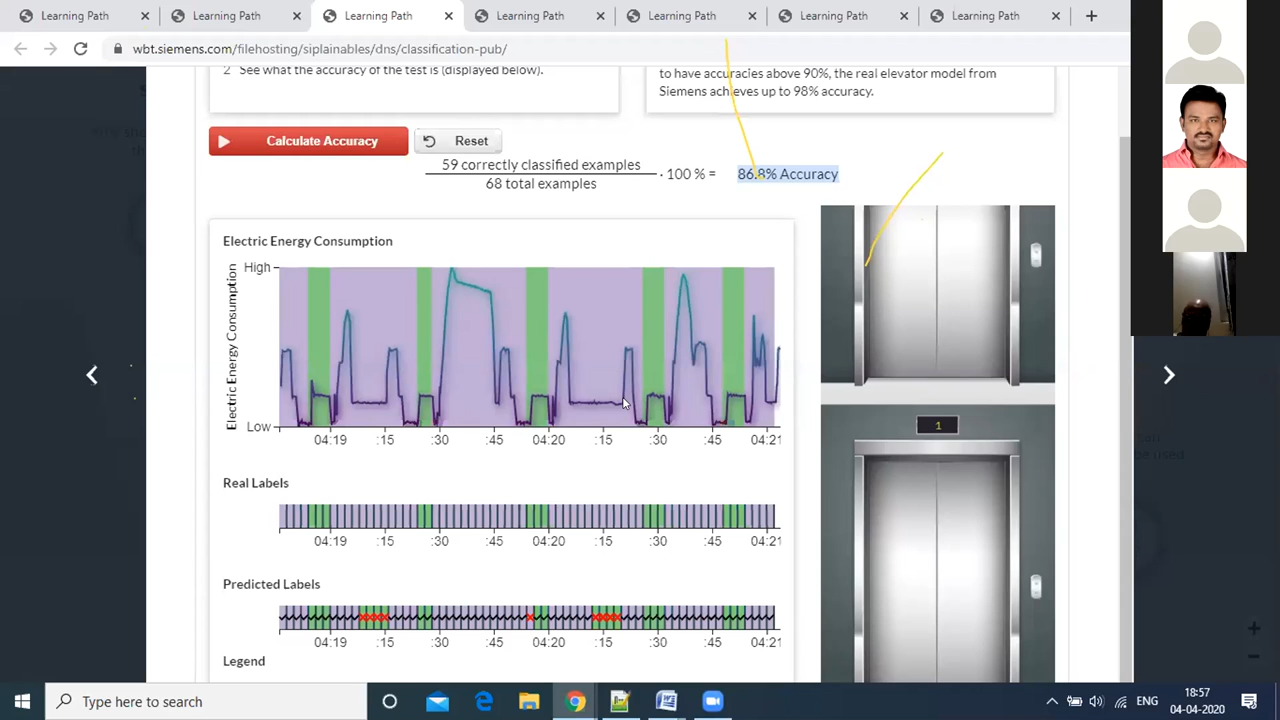 Learning Path
Learning Path
Learning Path
Learning Path
Learning Path
Learning Path
Learning Path
wbt.siemens.com/filehosting/siplainables/dns/classification-pub/
2 See what the accuracy of the test is (displayed below).
to have accuracies above 90%, the real elevator model from
Siemens achieves up to 98% accuracy.
Calculate Accuracy
Reset
59 correctly classified examples
68 total examples
· 100 % =
86.8% Accuracy
Electric Energy Consumption
Electric Energy Consumption
High
Low
04:19 :15 :30 :45 04:20 :15 :30 :45 04:21
1
Real Labels
04:19 :15 :30 :45 04:20 :15 :30 :45 04:21
Predicted Labels
04:19 :15 :30 :45 04:20 :15 :30 :45 04:21
Legend
Type here to search
ENG
18:57
04-04-2020